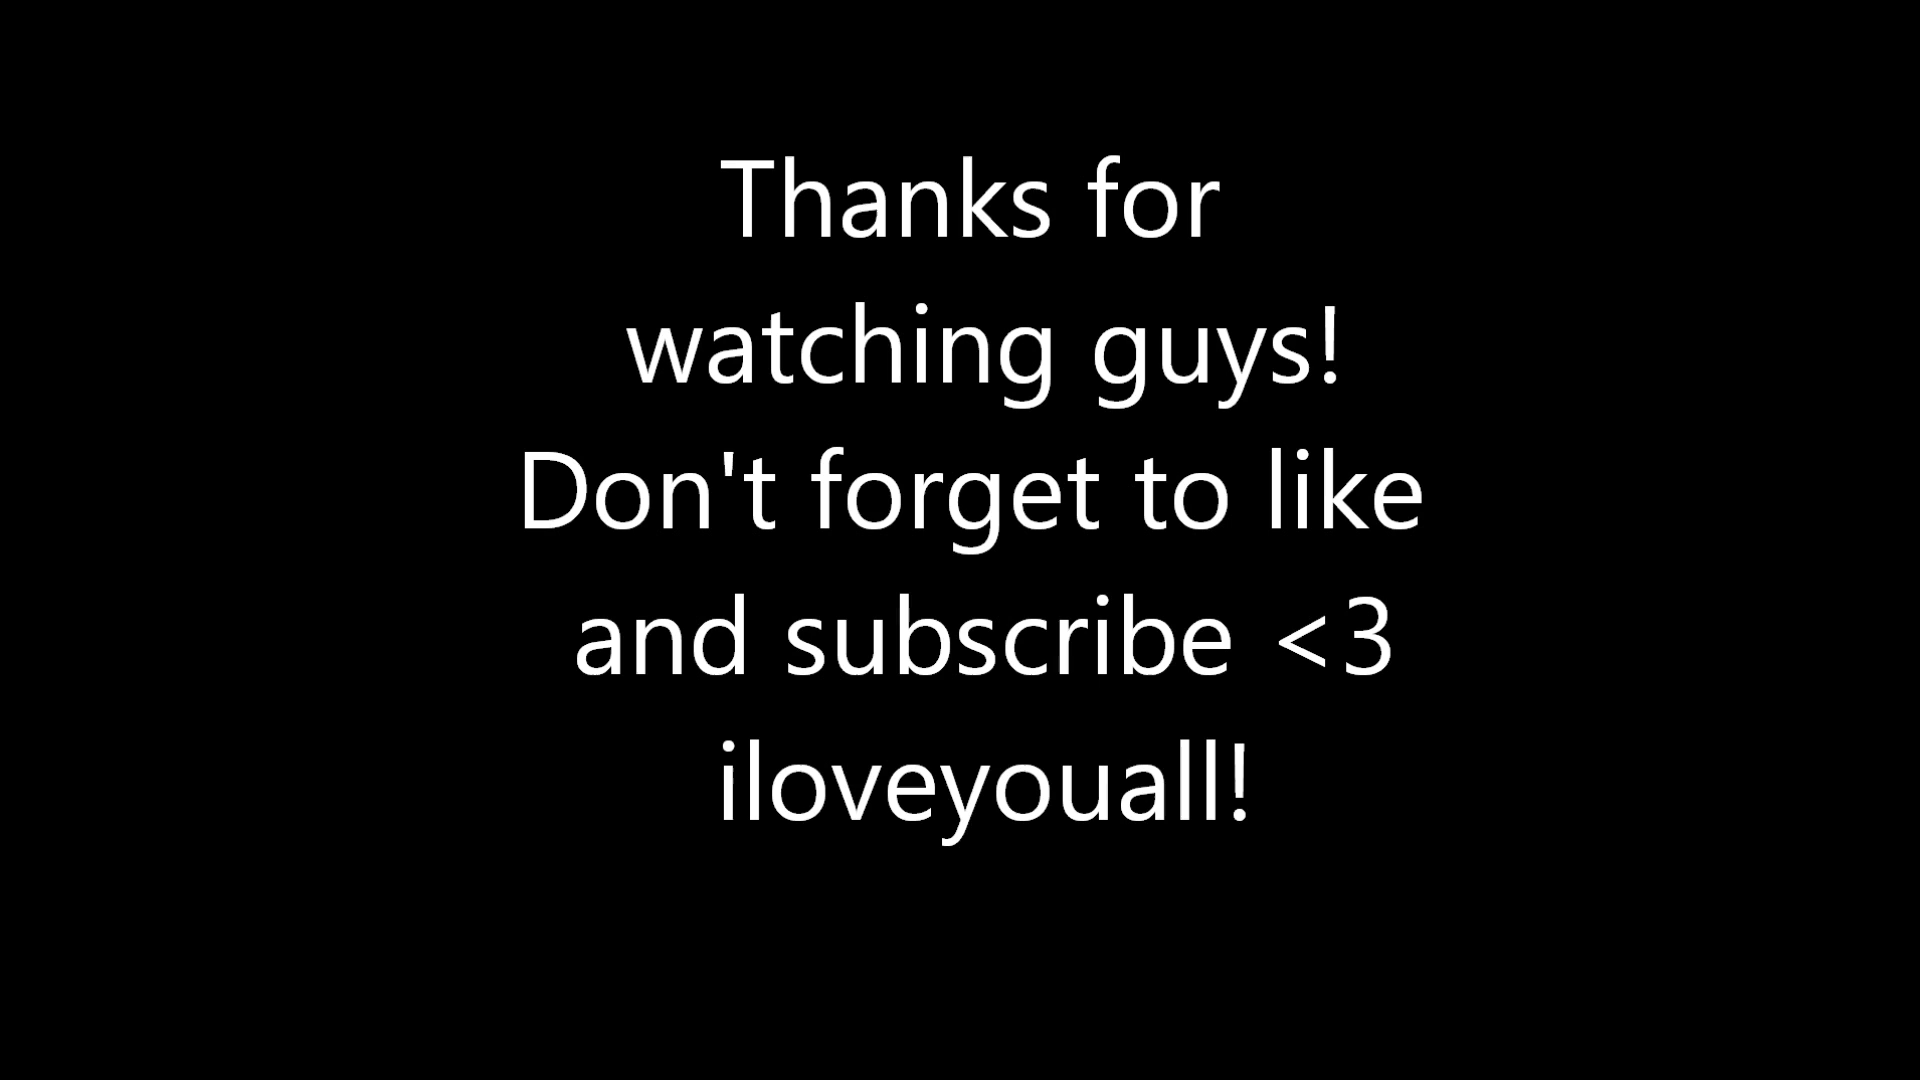 Thanks for
watching guys!
Don't forget to like
and subscribe <3
iloveyouall!